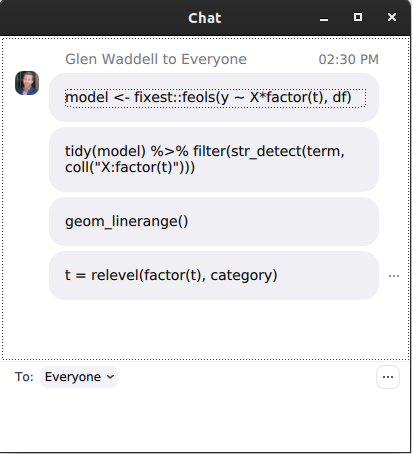 Chat
Glen Waddell to Everyone 02:30 PM
model <- fixest::feols(y ~ X*factor(t), df)
tidy(model) %>% filter(str_detect(term,
coll("X:factor(t)")))
geom_linerange()
t = relevel(factor(t), category)
To: Everyone